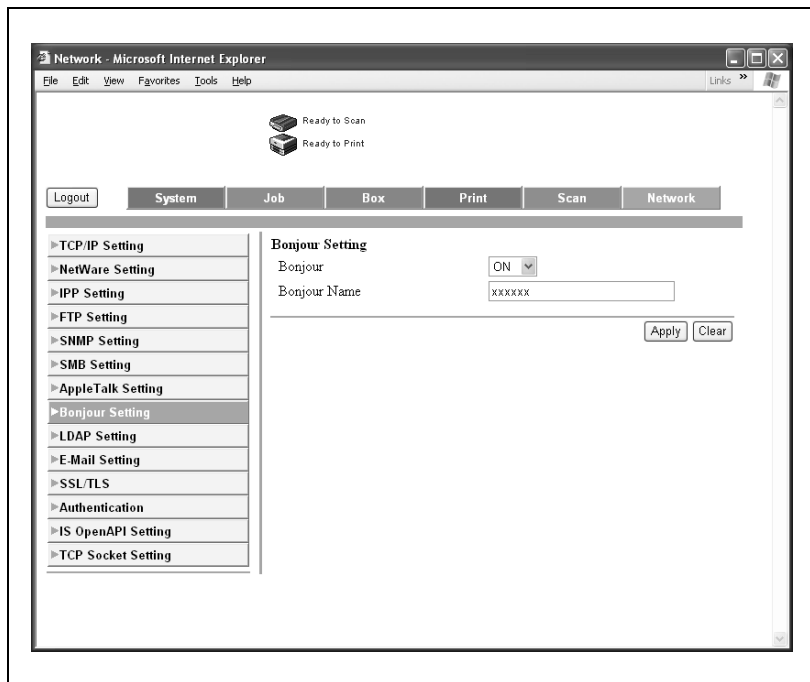 Network - Microsoft Internet Explorer
File Edit View Favorites Tools Help Links »
Ready to Scan
Ready to Print
Logout System Job Box Print Scan Network
TCP/IP Setting
NetWare Setting
IPP Setting
FTP Setting
SNMP Setting
SMB Setting
AppleTalk Setting
Bonjour Setting
LDAP Setting
E-Mail Setting
SSL/TLS
Authentication
IS OpenAPI Setting
TCP Socket Setting
Bonjour Setting
Bonjour ON
Bonjour Name xxxxxx
Apply Clear